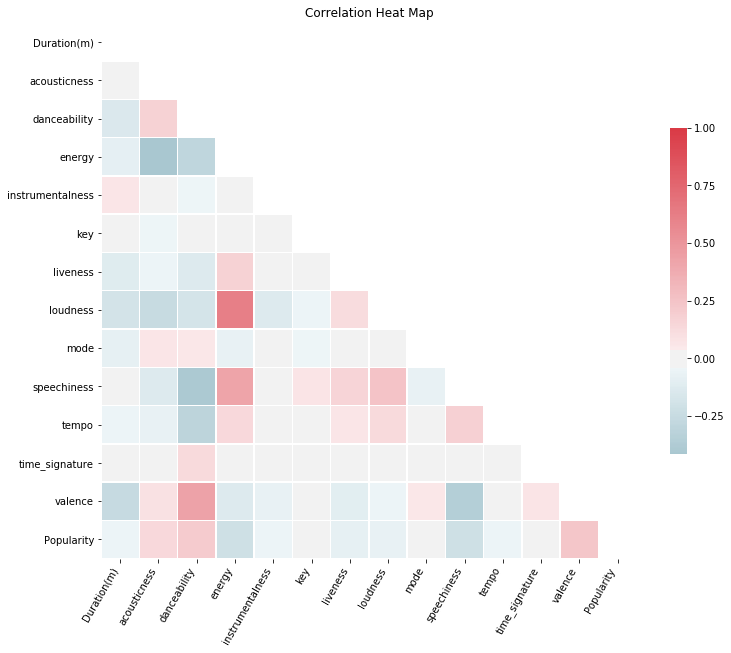 Correlation Heat Map
Duration(m)
acousticness
danceability
energy
instrumentalness
key
liveness
loudness
mode
speechiness
tempo
time_signature
valence
Popularity
1.00
0.75
0.50
0.25
0.00
−0.25
Duration(m)
acousticness
danceability
energy
instrumentalness
key
liveness
loudness
mode
speechiness
tempo
time_signature
valence
Popularity